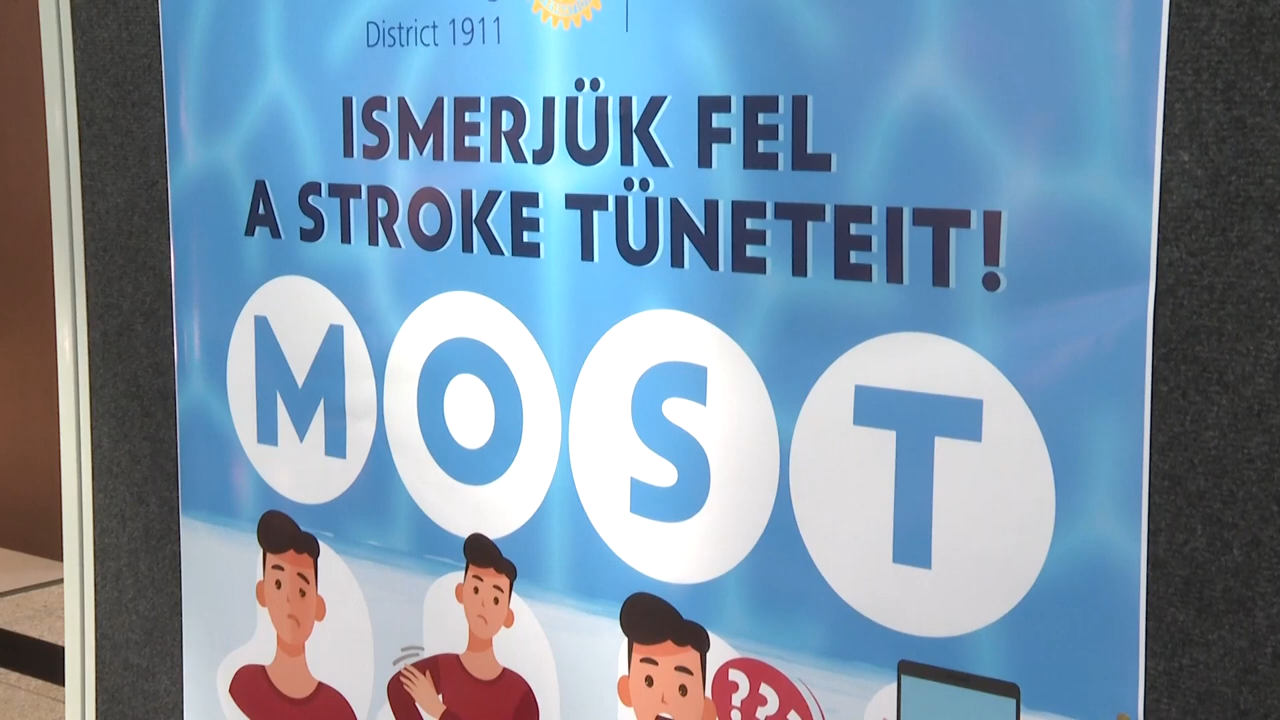 District 1911
ISMERJÜK FEL
A STROKE TÜNETEIT!
MOST
???